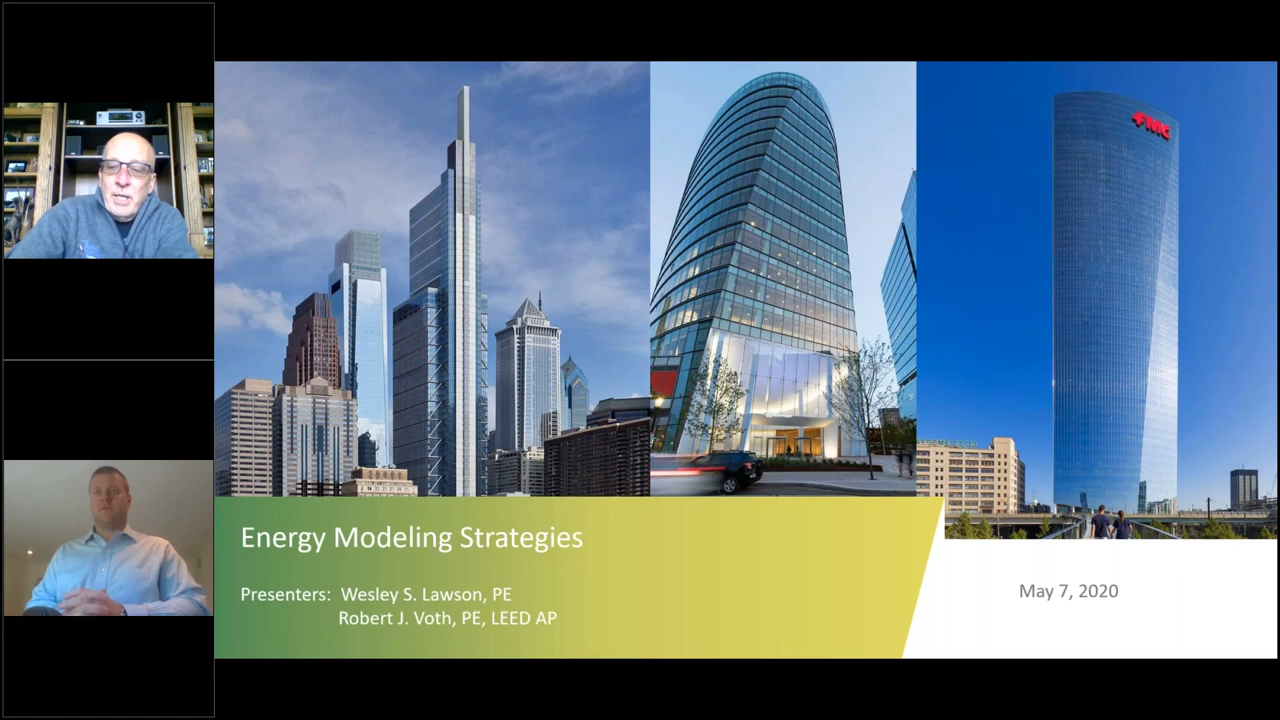 FMC
Energy Modeling Strategies
Presenters: Wesley S. Lawson, PE
Robert J. Voth, PE, LEED AP
May 7, 2020